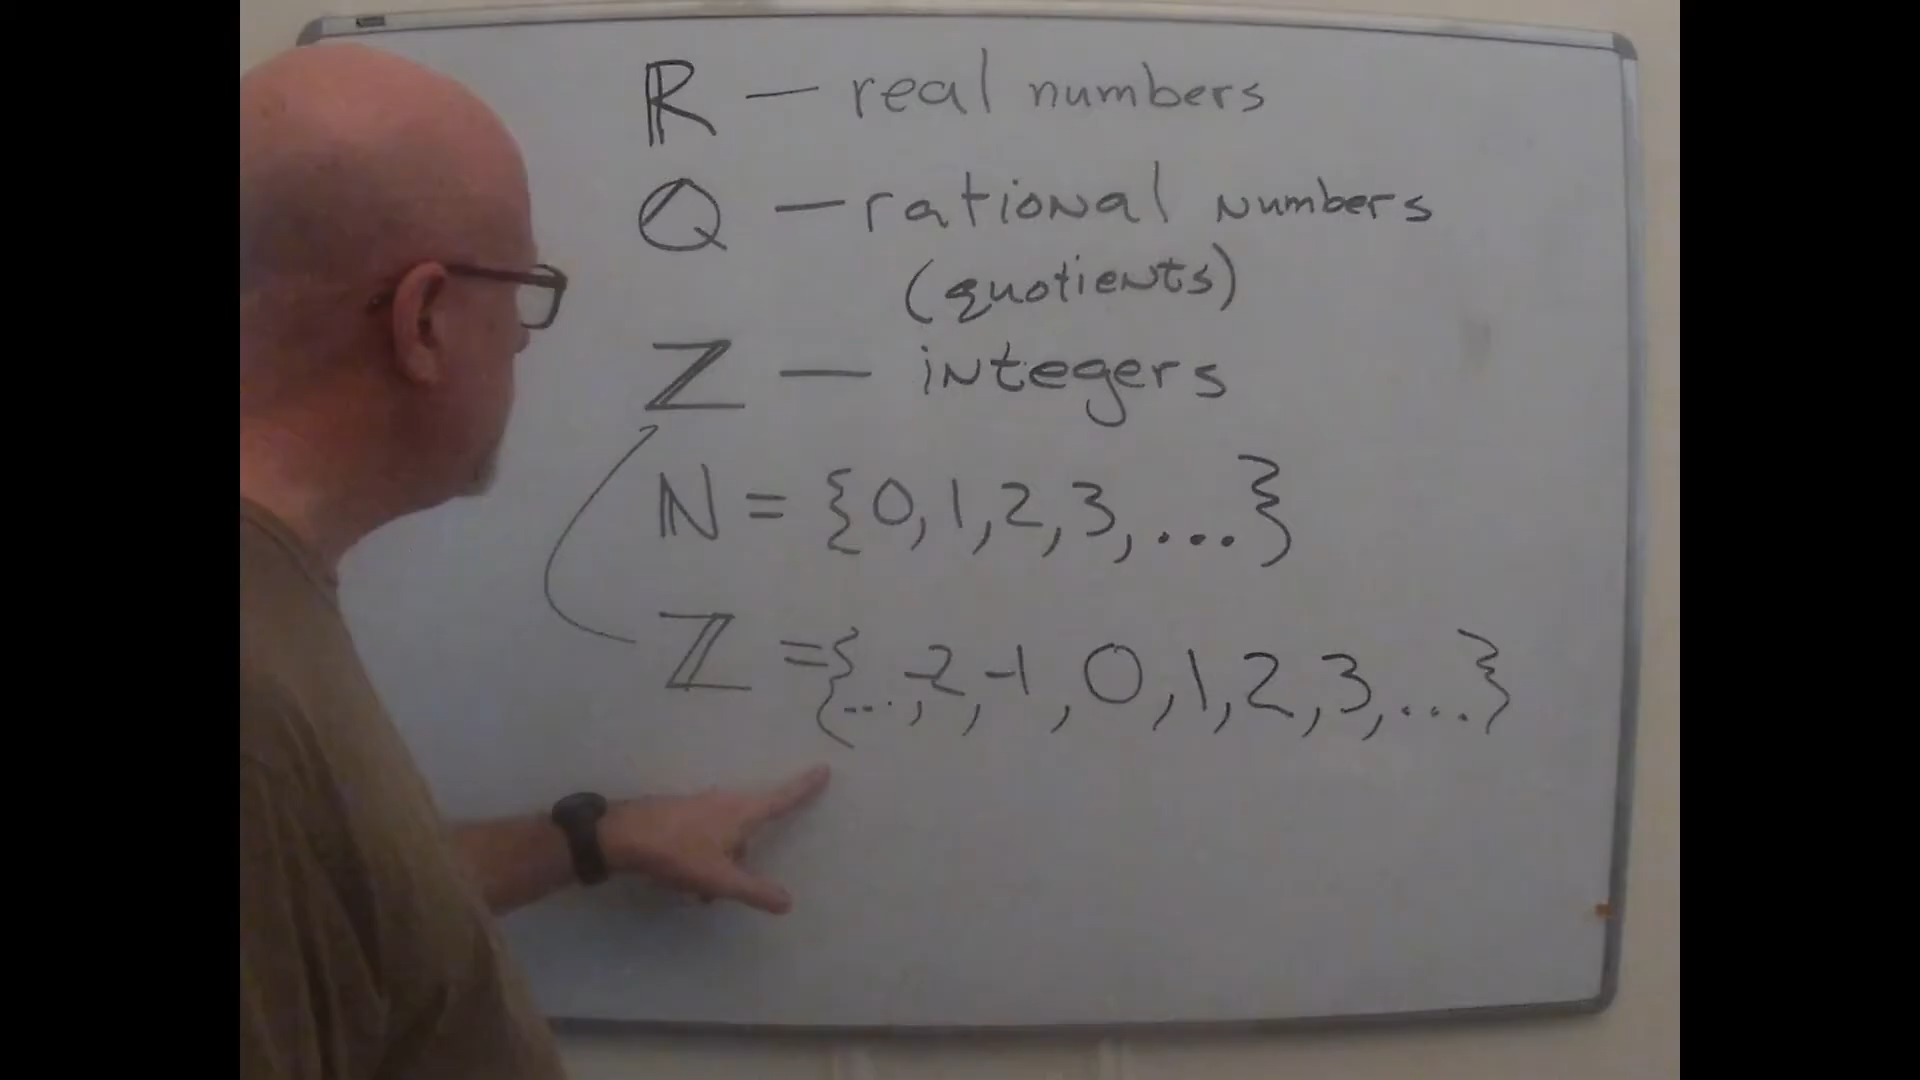 ℝ — real numbers
ℚ — rational numbers
(quotients)
ℤ — integers
ℕ = {0, 1, 2, 3, ...}
ℤ = {..., -2, -1, 0, 1, 2, 3, ...}